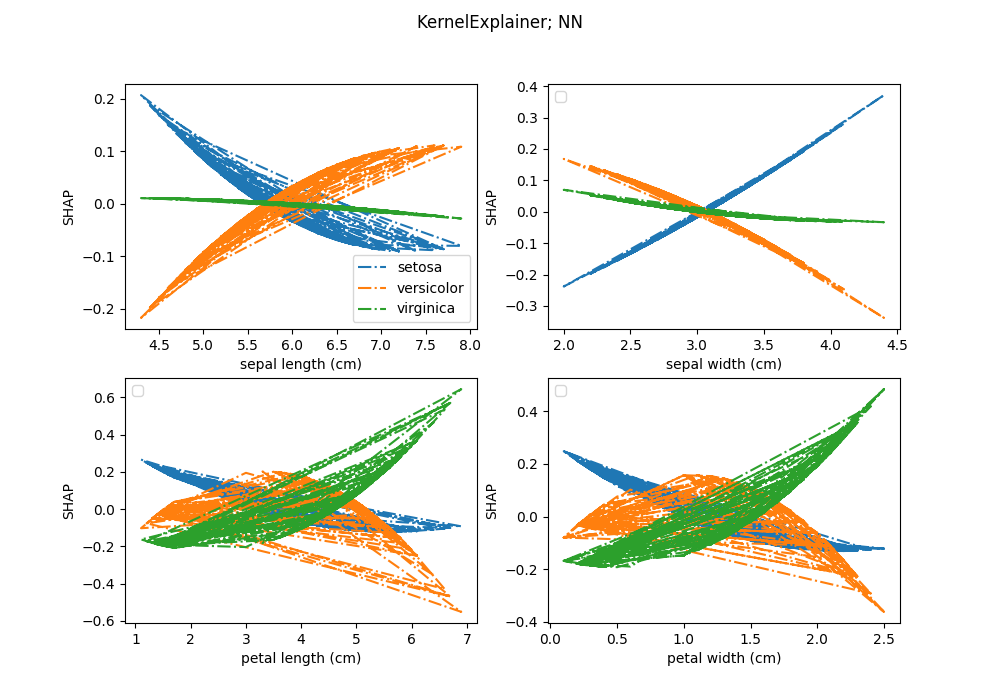 KernelExplainer; NN
0.2
0.1
0.0
−0.1
−0.2
SHAP
4.5 5.0 5.5 6.0 6.5 7.0 7.5 8.0
sepal length (cm)
setosa
versicolor
virginica
0.4
0.3
0.2
0.1
0.0
−0.1
−0.2
−0.3
SHAP
2.0 2.5 3.0 3.5 4.0 4.5
sepal width (cm)
0.6
0.4
0.2
0.0
−0.2
−0.4
−0.6
SHAP
1 2 3 4 5 6 7
petal length (cm)
0.4
0.2
0.0
−0.2
−0.4
SHAP
0.0 0.5 1.0 1.5 2.0 2.5
petal width (cm)